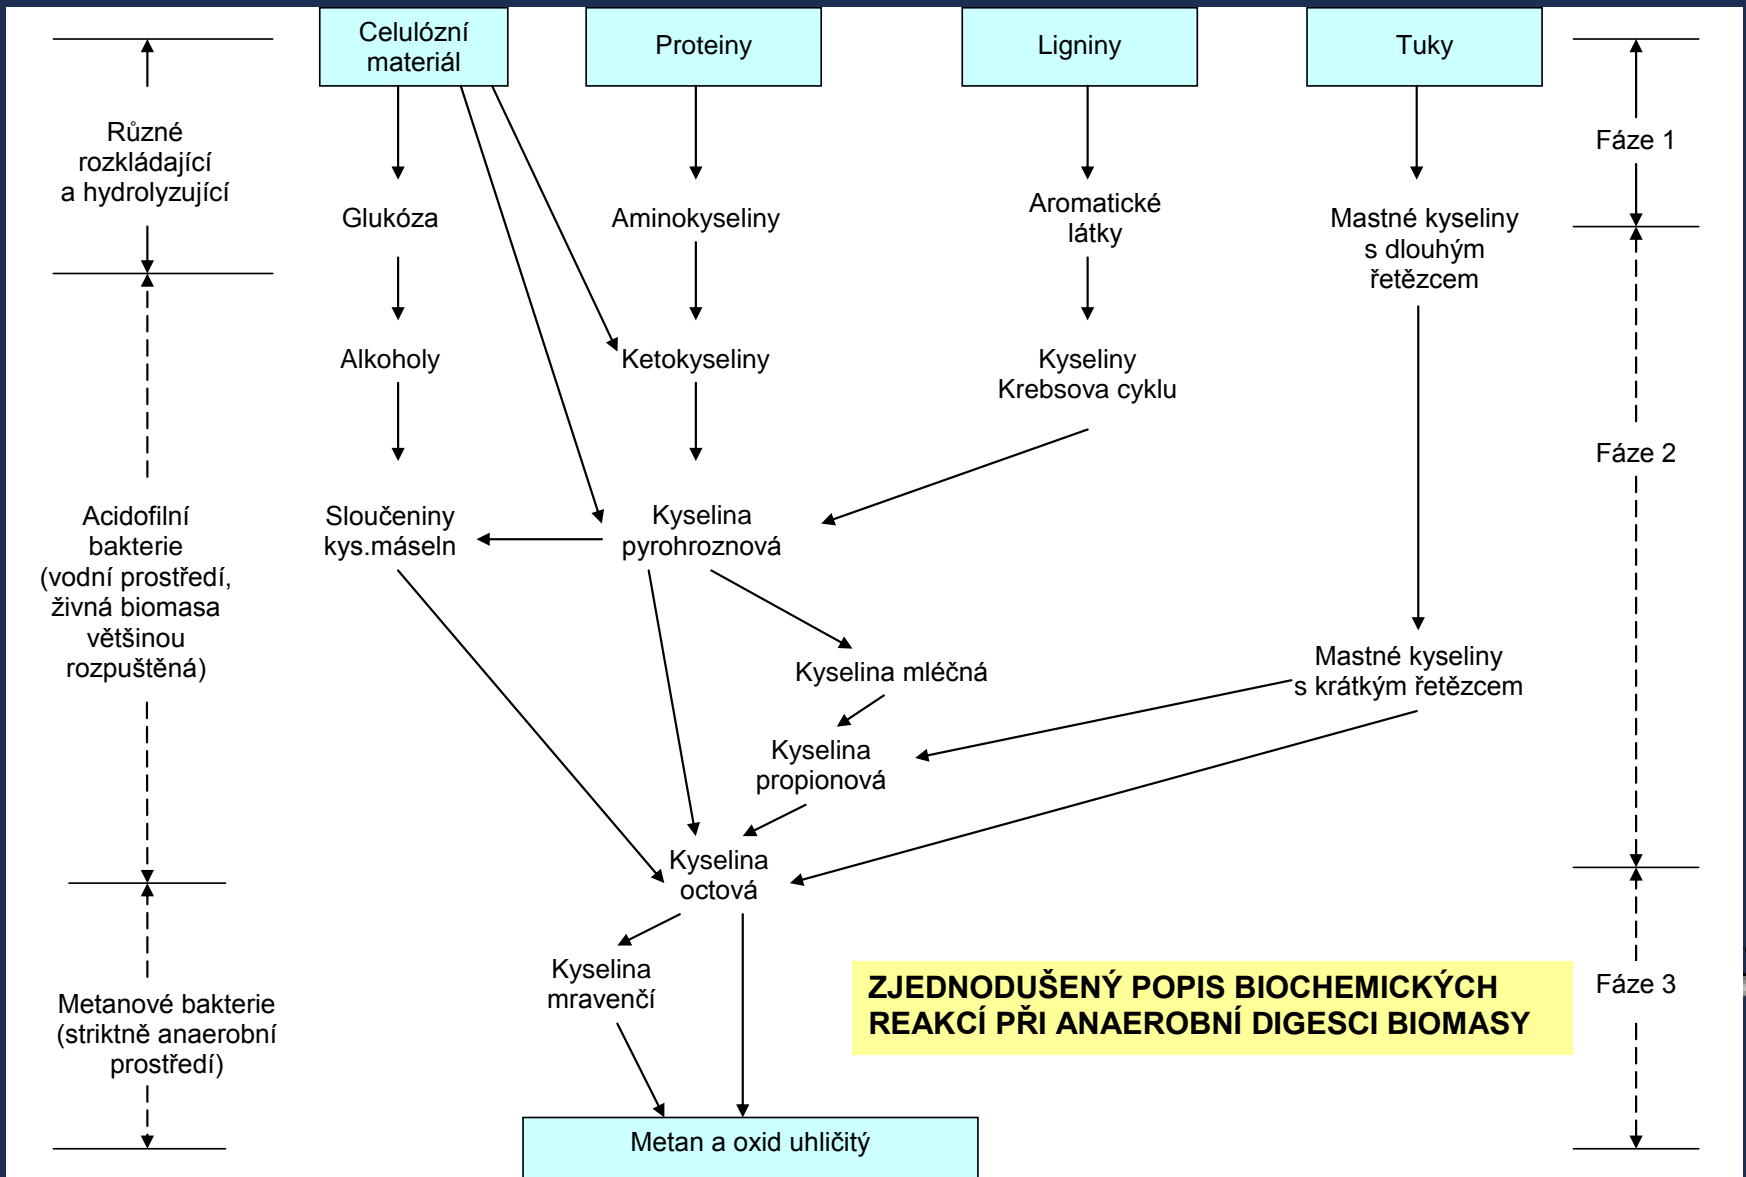 Celulózní
materiál
Proteiny
Ligniny
Tuky
Různé
rozkládající
a hydrolyzující
Fáze 1
Glukóza
Aminokyseliny
Aromatické
látky
Mastné kyseliny
s dlouhým
řetězcem
Alkoholy
Ketokyseliny
Kyseliny
Krebsova cyklu
Fáze 2
Acidofilní
bakterie
(vodní prostředí,
živná biomasa
většinou
rozpuštěná)
Sloučeniny
kys.máseln
Kyselina
pyrohroznová
Kyselina mléčná
Mastné kyseliny
s krátkým řetězcem
Kyselina
propionová
Kyselina
octová
Kyselina
mravenčí
Metanové bakterie
(striktně anaerobní
prostředí)
ZJEDNODUŠENÝ POPIS BIOCHEMICKÝCH
REAKCÍ PŘI ANAEROBNÍ DIGESCI BIOMASY
Fáze 3
Metan a oxid uhličitý